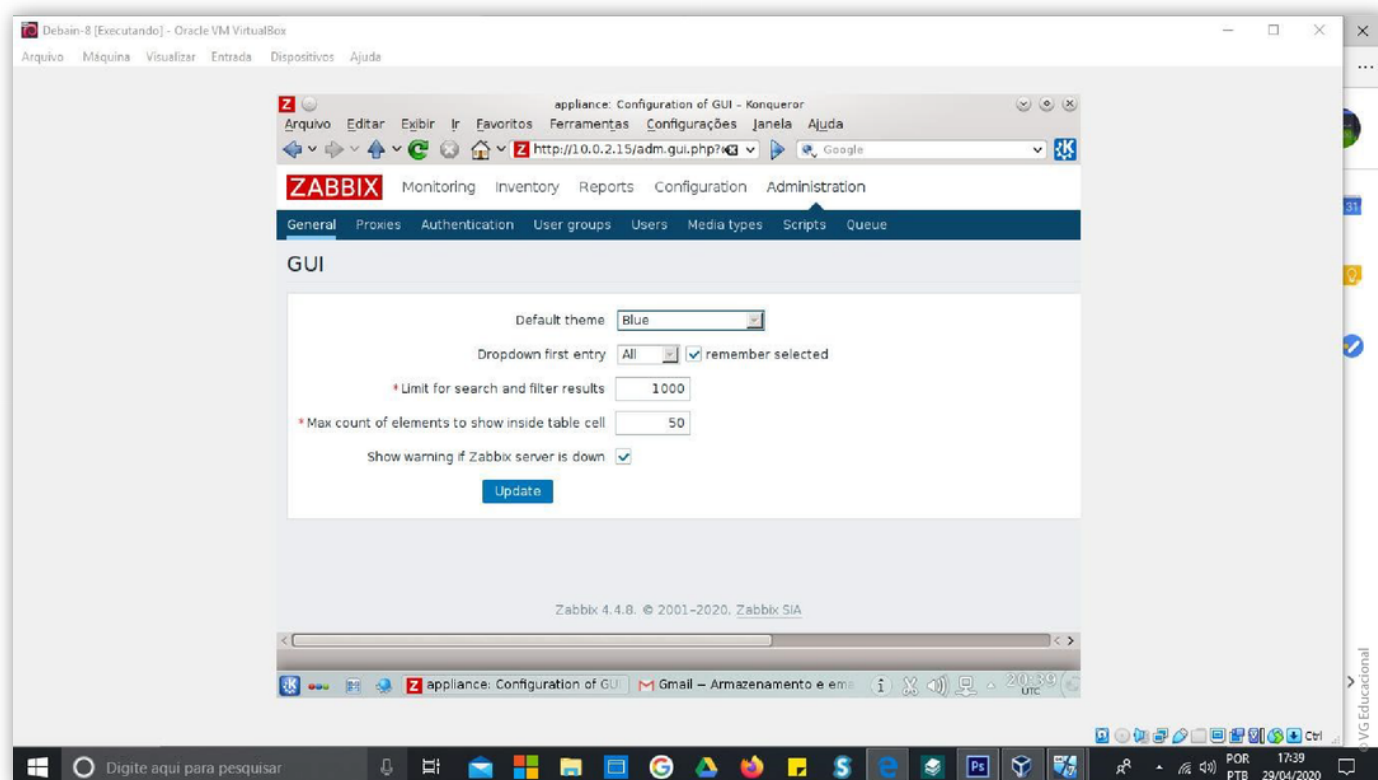 Debain-8 [Executando] - Oracle VM VirtualBox
Arquivo Máquina Visualizar Entrada Dispositivos Ajuda
appliance: Configuration of GUI – Konqueror
Arquivo Editar Exibir Ir Favoritos Ferramentas Configurações Janela Ajuda
Z http://10.0.2.15/adm.gui.php? Google
ZABBIX Monitoring Inventory Reports Configuration Administration
General Proxies Authentication User groups Users Media types Scripts Queue
GUI
Default theme Blue
Dropdown first entry All remember selected
* Limit for search and filter results 1000
* Max count of elements to show inside table cell 50
Show warning if Zabbix server is down
Update
Zabbix 4.4.8. © 2001–2020, Zabbix SIA
Z appliance: Configuration of GU Gmail – Armazenamento e ema 20:39
UTC
Ctrl
Digite aqui para pesquisar Ps POR 17:39
PTB 29/04/2020
31
© VG Educacional